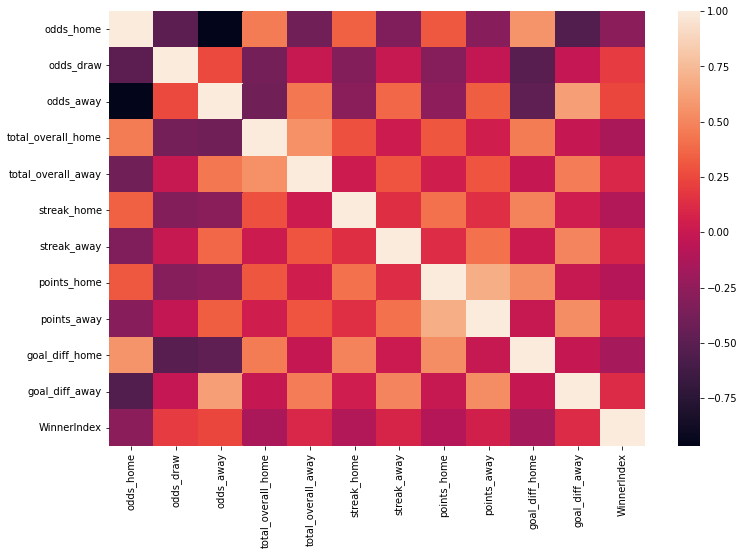 odds_home
odds_draw
odds_away
total_overall_home
total_overall_away
streak_home
streak_away
points_home
points_away
goal_diff_home
goal_diff_away
WinnerIndex
odds_home
odds_draw
odds_away
total_overall_home
total_overall_away
streak_home
streak_away
points_home
points_away
goal_diff_home
goal_diff_away
WinnerIndex
1.00
0.75
0.50
0.25
0.00
−0.25
−0.50
−0.75